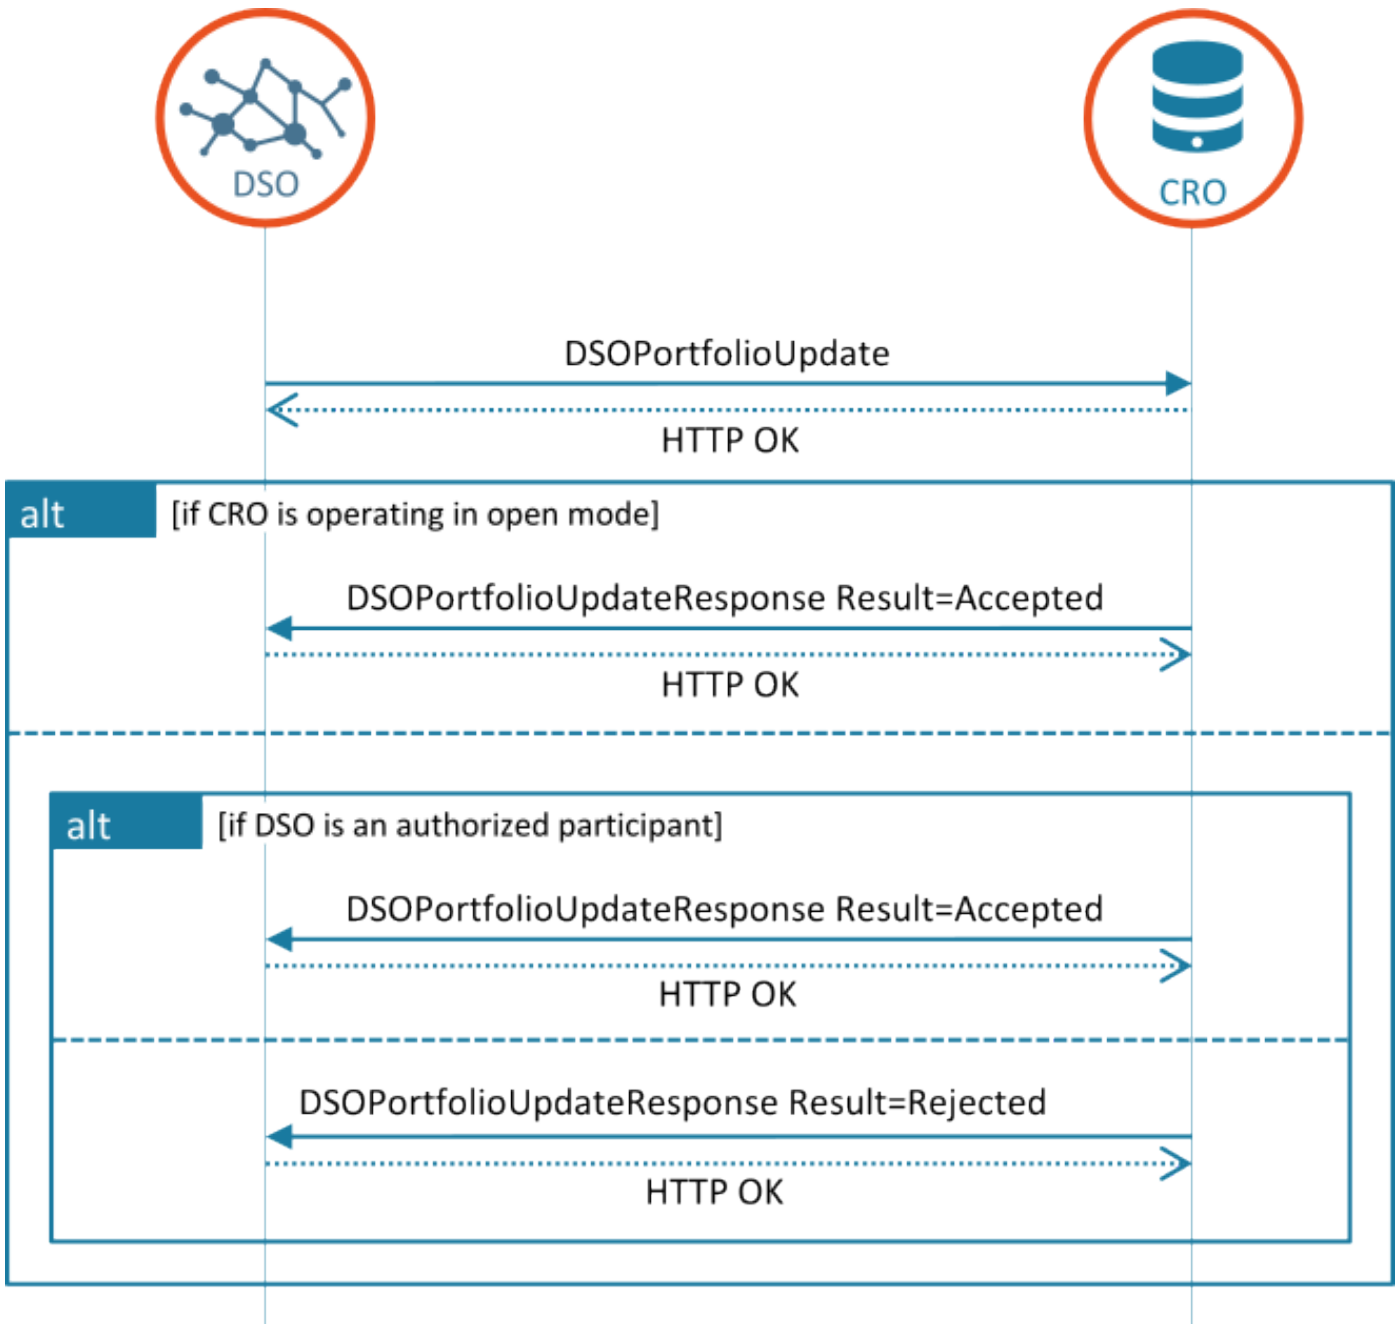 DSO
CRO
DSOPortfolioUpdate
HTTP OK
alt [if CRO is operating in open mode]
DSOPortfolioUpdateResponse Result=Accepted
HTTP OK
alt [if DSO is an authorized participant]
DSOPortfolioUpdateResponse Result=Accepted
HTTP OK
DSOPortfolioUpdateResponse Result=Rejected
HTTP OK